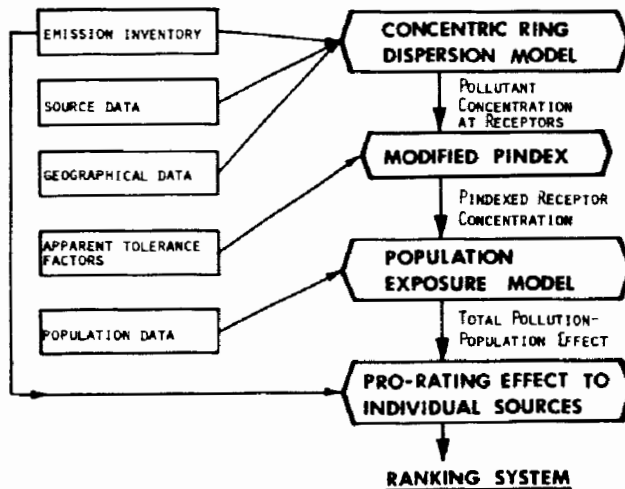 EMISSION INVENTORY
CONCENTRIC RING
DISPERSION MODEL
SOURCE DATA
POLLUTANT
CONCENTRATION
AT RECEPTORS
GEOGRAPHICAL DATA
MODIFIED PINDEX
PINDEXED RECEPTOR
CONCENTRATION
APPARENT TOLERANCE
FACTORS
POPULATION
EXPOSURE MODEL
POPULATION DATA
TOTAL POLLUTION-
POPULATION EFFECT
PRO-RATING EFFECT TO
INDIVIDUAL SOURCES
RANKING SYSTEM